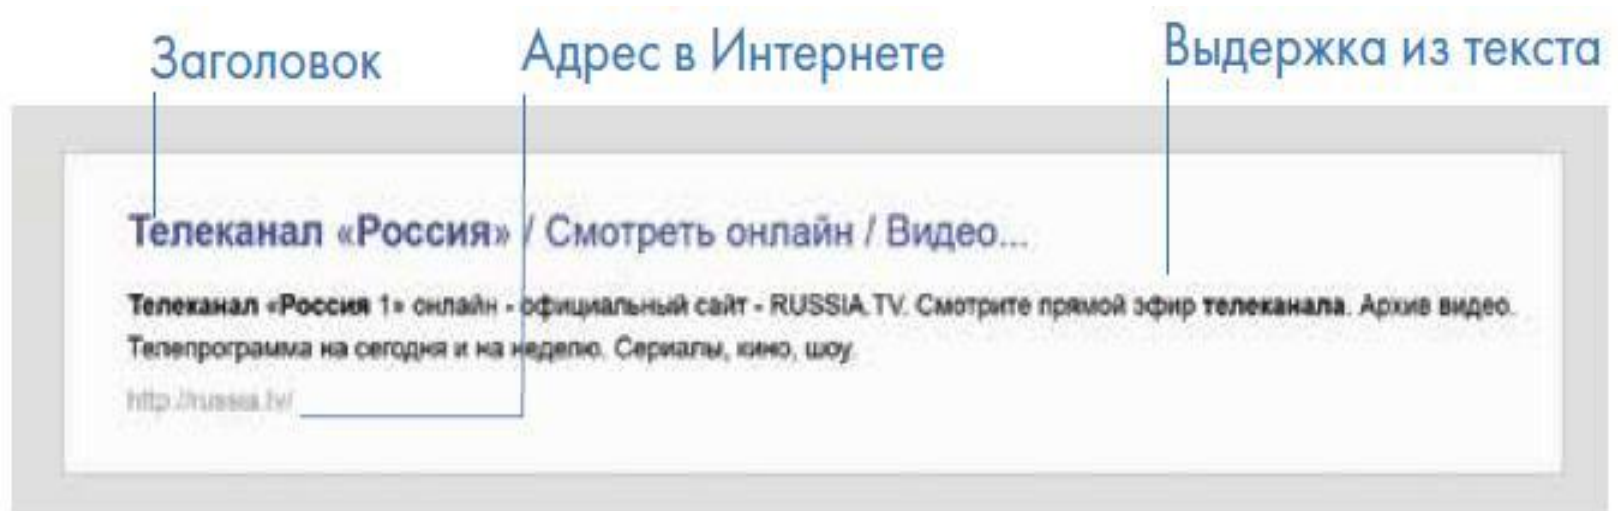 Заголовок
Адрес в Интернете
Выдержка из текста
Телеканал «Россия» / Смотреть онлайн / Видео...
Телеканал «Россия 1» онлайн - официальный сайт - RUSSIA.TV. Смотрите прямой эфир телеканала. Архив видео.
Телепрограмма на сегодня и на неделю. Сериалы, кино, шоу.
http://russia.tv/